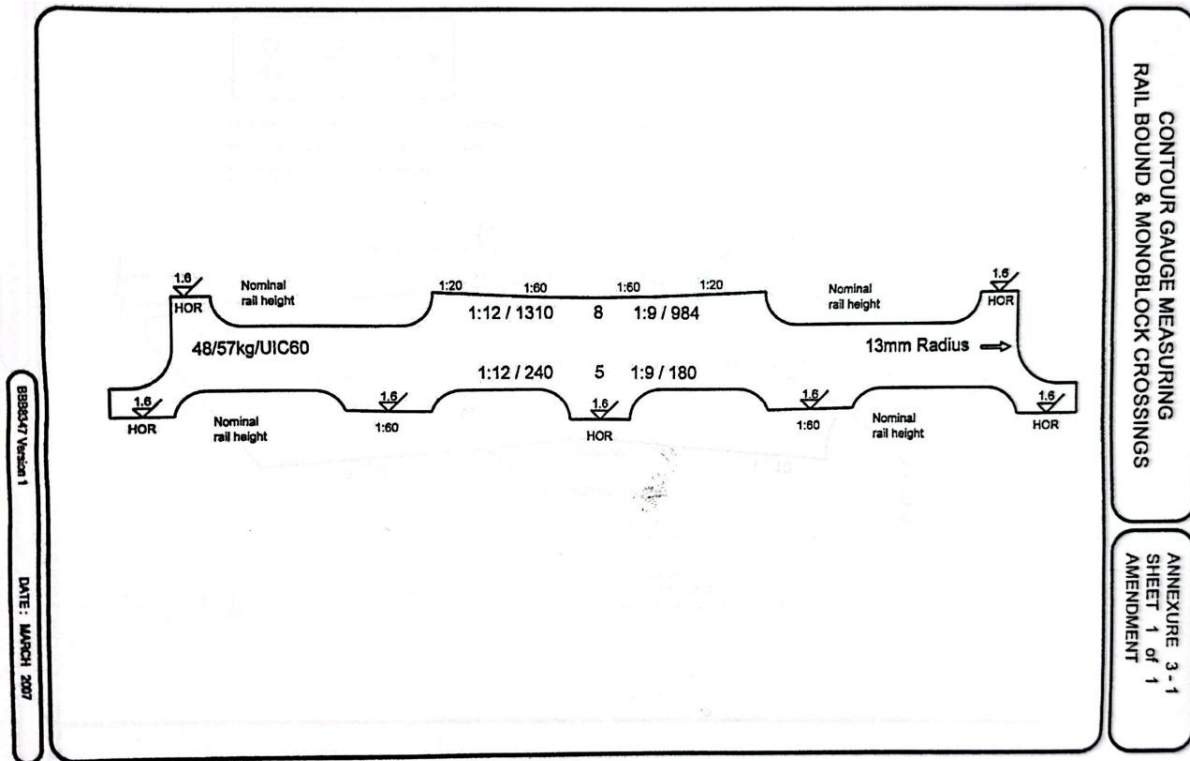 CONTOUR GAUGE MEASURING
RAIL BOUND & MONOBLOCK CROSSINGS
ANNEXURE 3-1
SHEET 1 of 1
AMENDMENT
1.6
HOR
Nominal
rail height
1:20 1:60 1:60 1:20
1:12 / 1310 8 1:9 / 984
Nominal
rail height
1.6
HOR
48/57kg/UIC60
13mm Radius
1:12 / 240 5 1:9 / 180
1.6
HOR
Nominal
rail height
1.6
1:60
1.6
HOR
1.6
1:60
Nominal
rail height
1.6
HOR
BBB8347 Version 1
DATE : MARCH 2007